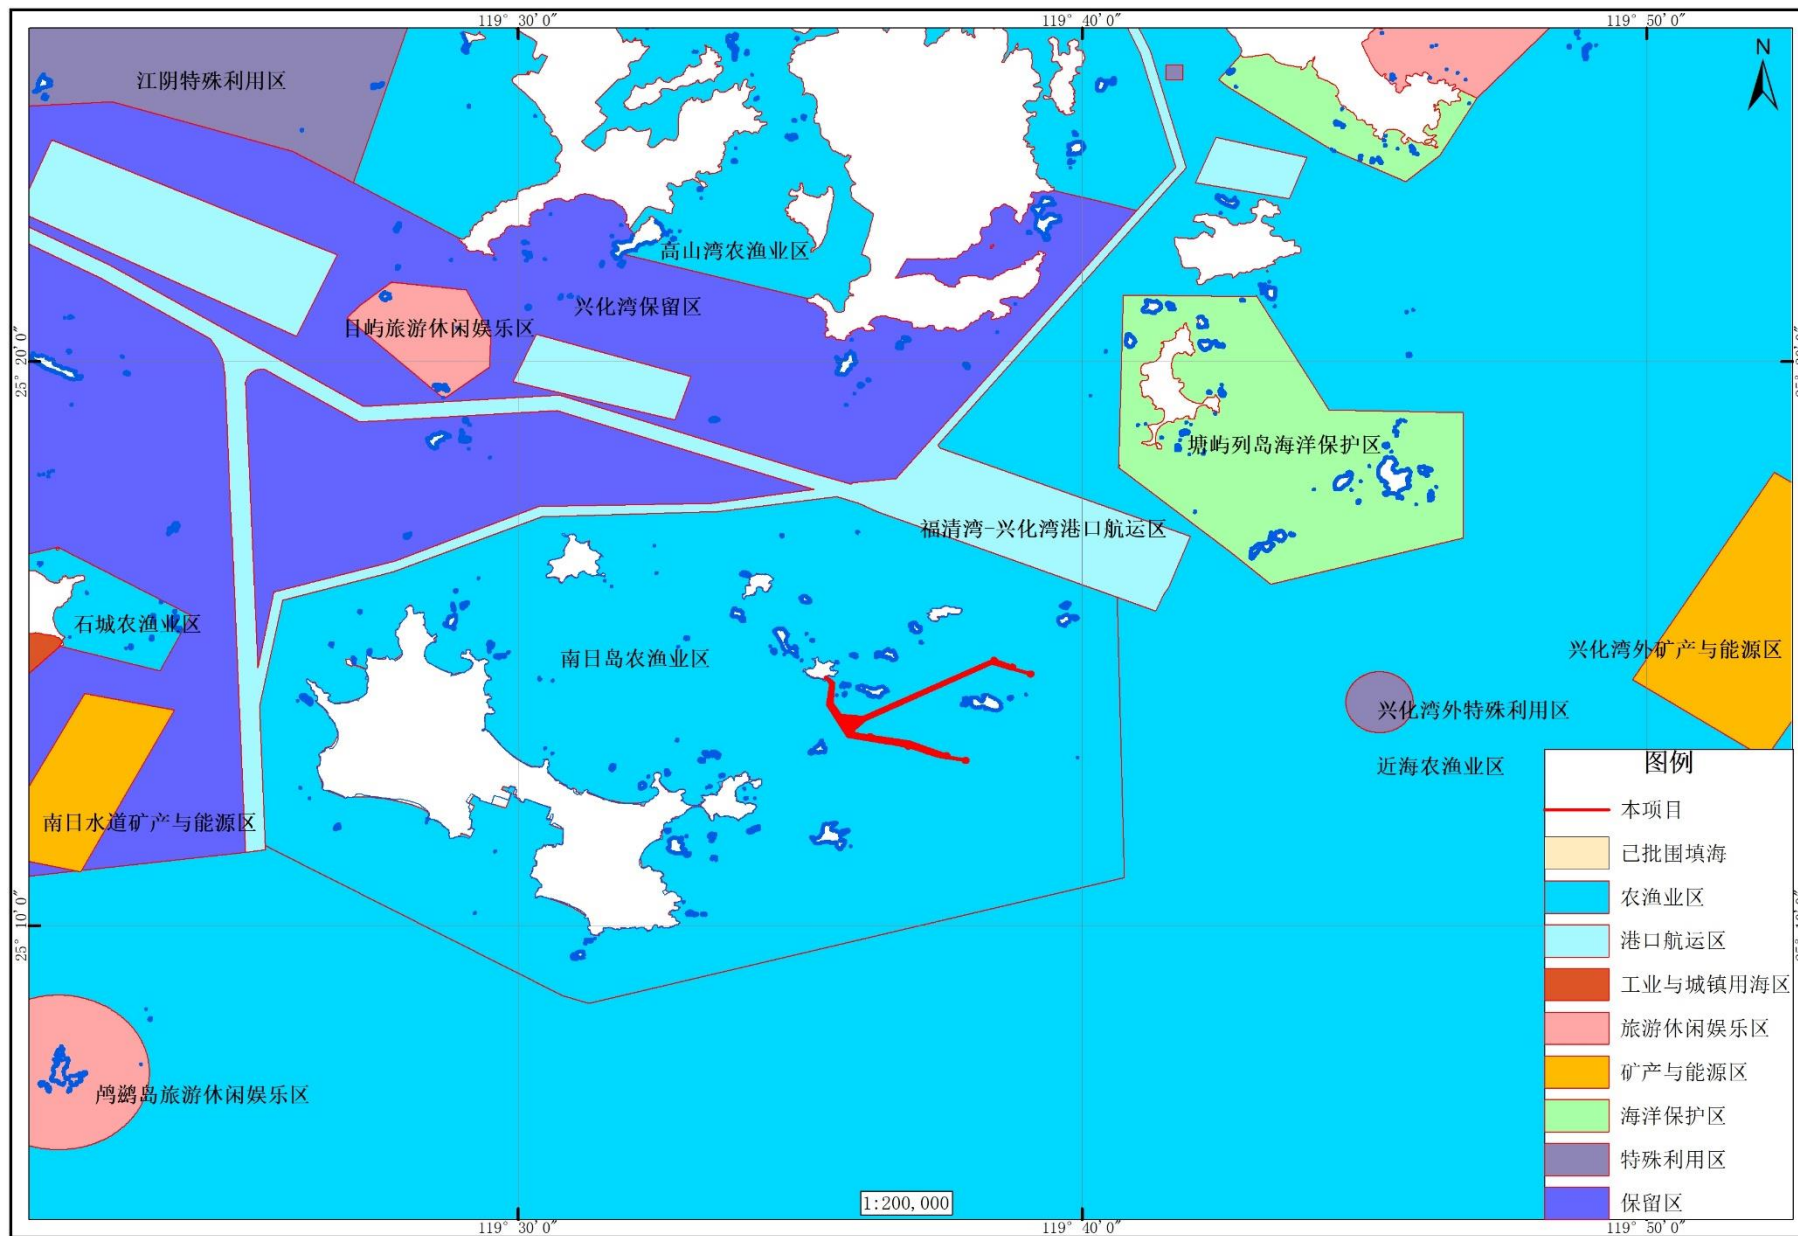 119° 30′0″
119° 40′0″
119° 50′0″
N
江阴特殊利用区
高山湾农渔业区
兴化湾保留区
日屿旅游休闲娱乐区
25° 20′0″
塘屿列岛海洋保护区
福清湾-兴化湾港口航运区
石城农渔业区
南日岛农渔业区
兴化湾外矿产与能源区
兴化湾外特殊利用区
近海农渔业区
南日水道矿产与能源区
25° 10′0″
鸬鹚岛旅游休闲娱乐区
图例
本项目
已批围填海
农渔业区
港口航运区
工业与城镇用海区
旅游休闲娱乐区
矿产与能源区
海洋保护区
特殊利用区
保留区
1:200,000
119° 30′0″
119° 40′0″
119° 50′0″